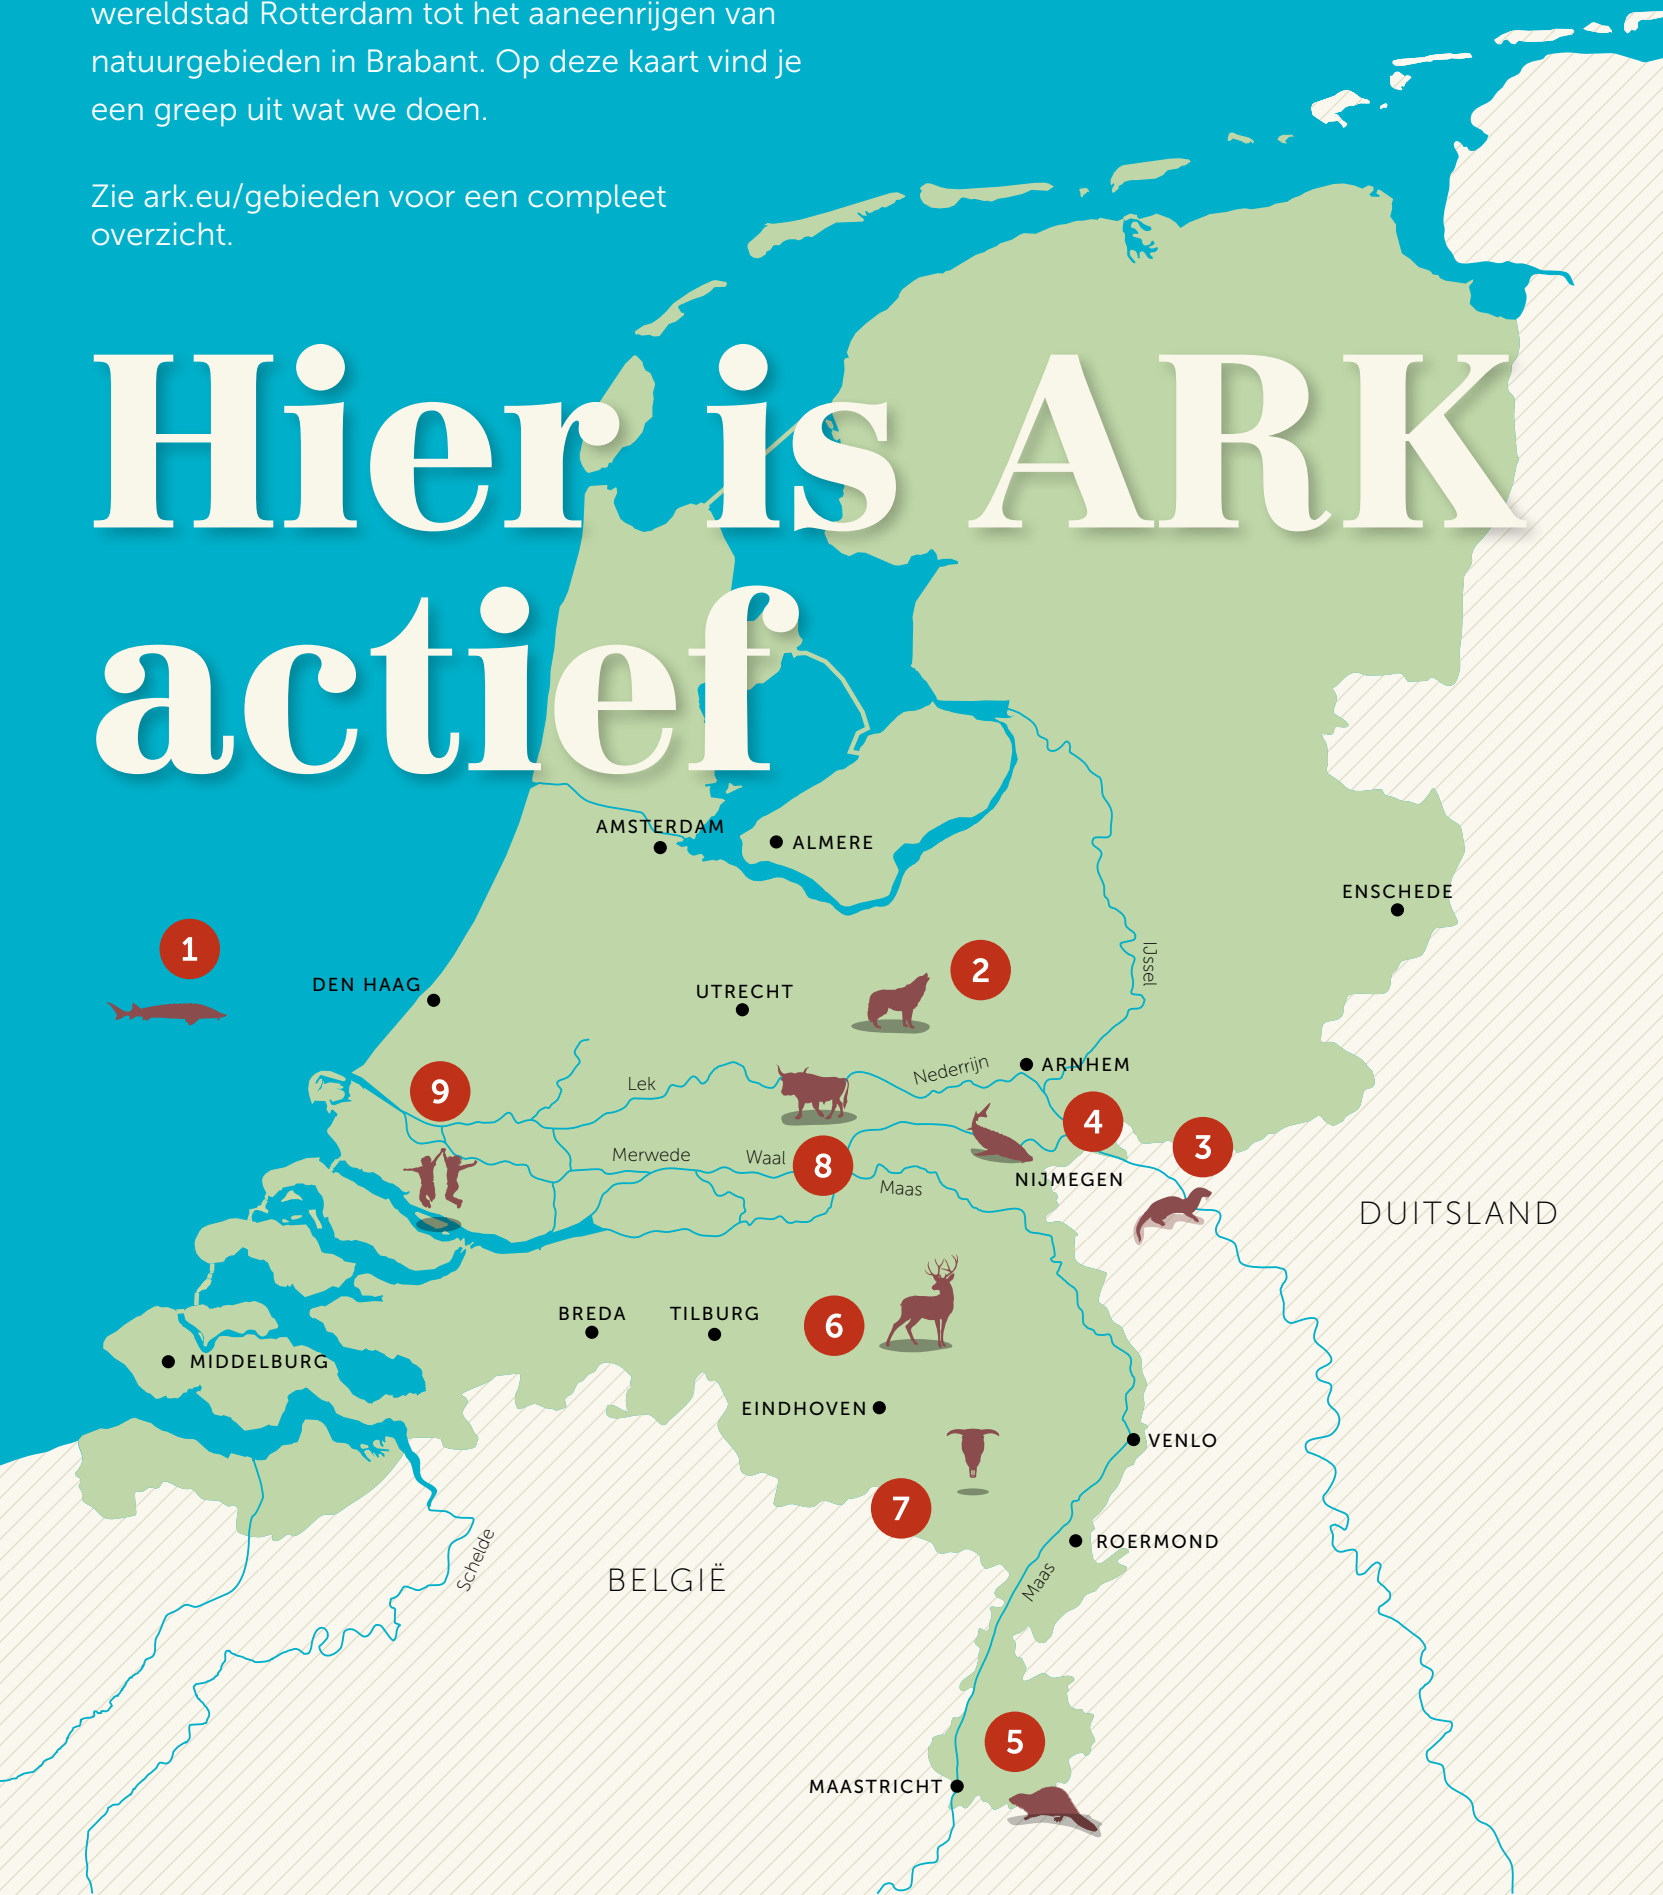 wereldstad Rotterdam tot het aaneenrijgen van
natuurgebieden in Brabant. Op deze kaart vind je
een greep uit wat we doen.
Zie ark.eu/gebieden voor een compleet
overzicht.
Hier is ARK
actief
AMSTERDAM
ALMERE
ENSCHEDE
1
2
IJssel
DEN HAAG
UTRECHT
ARNHEM
Nederrijn
9
Lek
4
3
Merwede
Waal
8
NIJMEGEN
Maas
DUITSLAND
BREDA
TILBURG
6
MIDDELBURG
EINDHOVEN
VENLO
7
ROERMOND
Schelde
BELGIË
Maas
5
MAASTRICHT